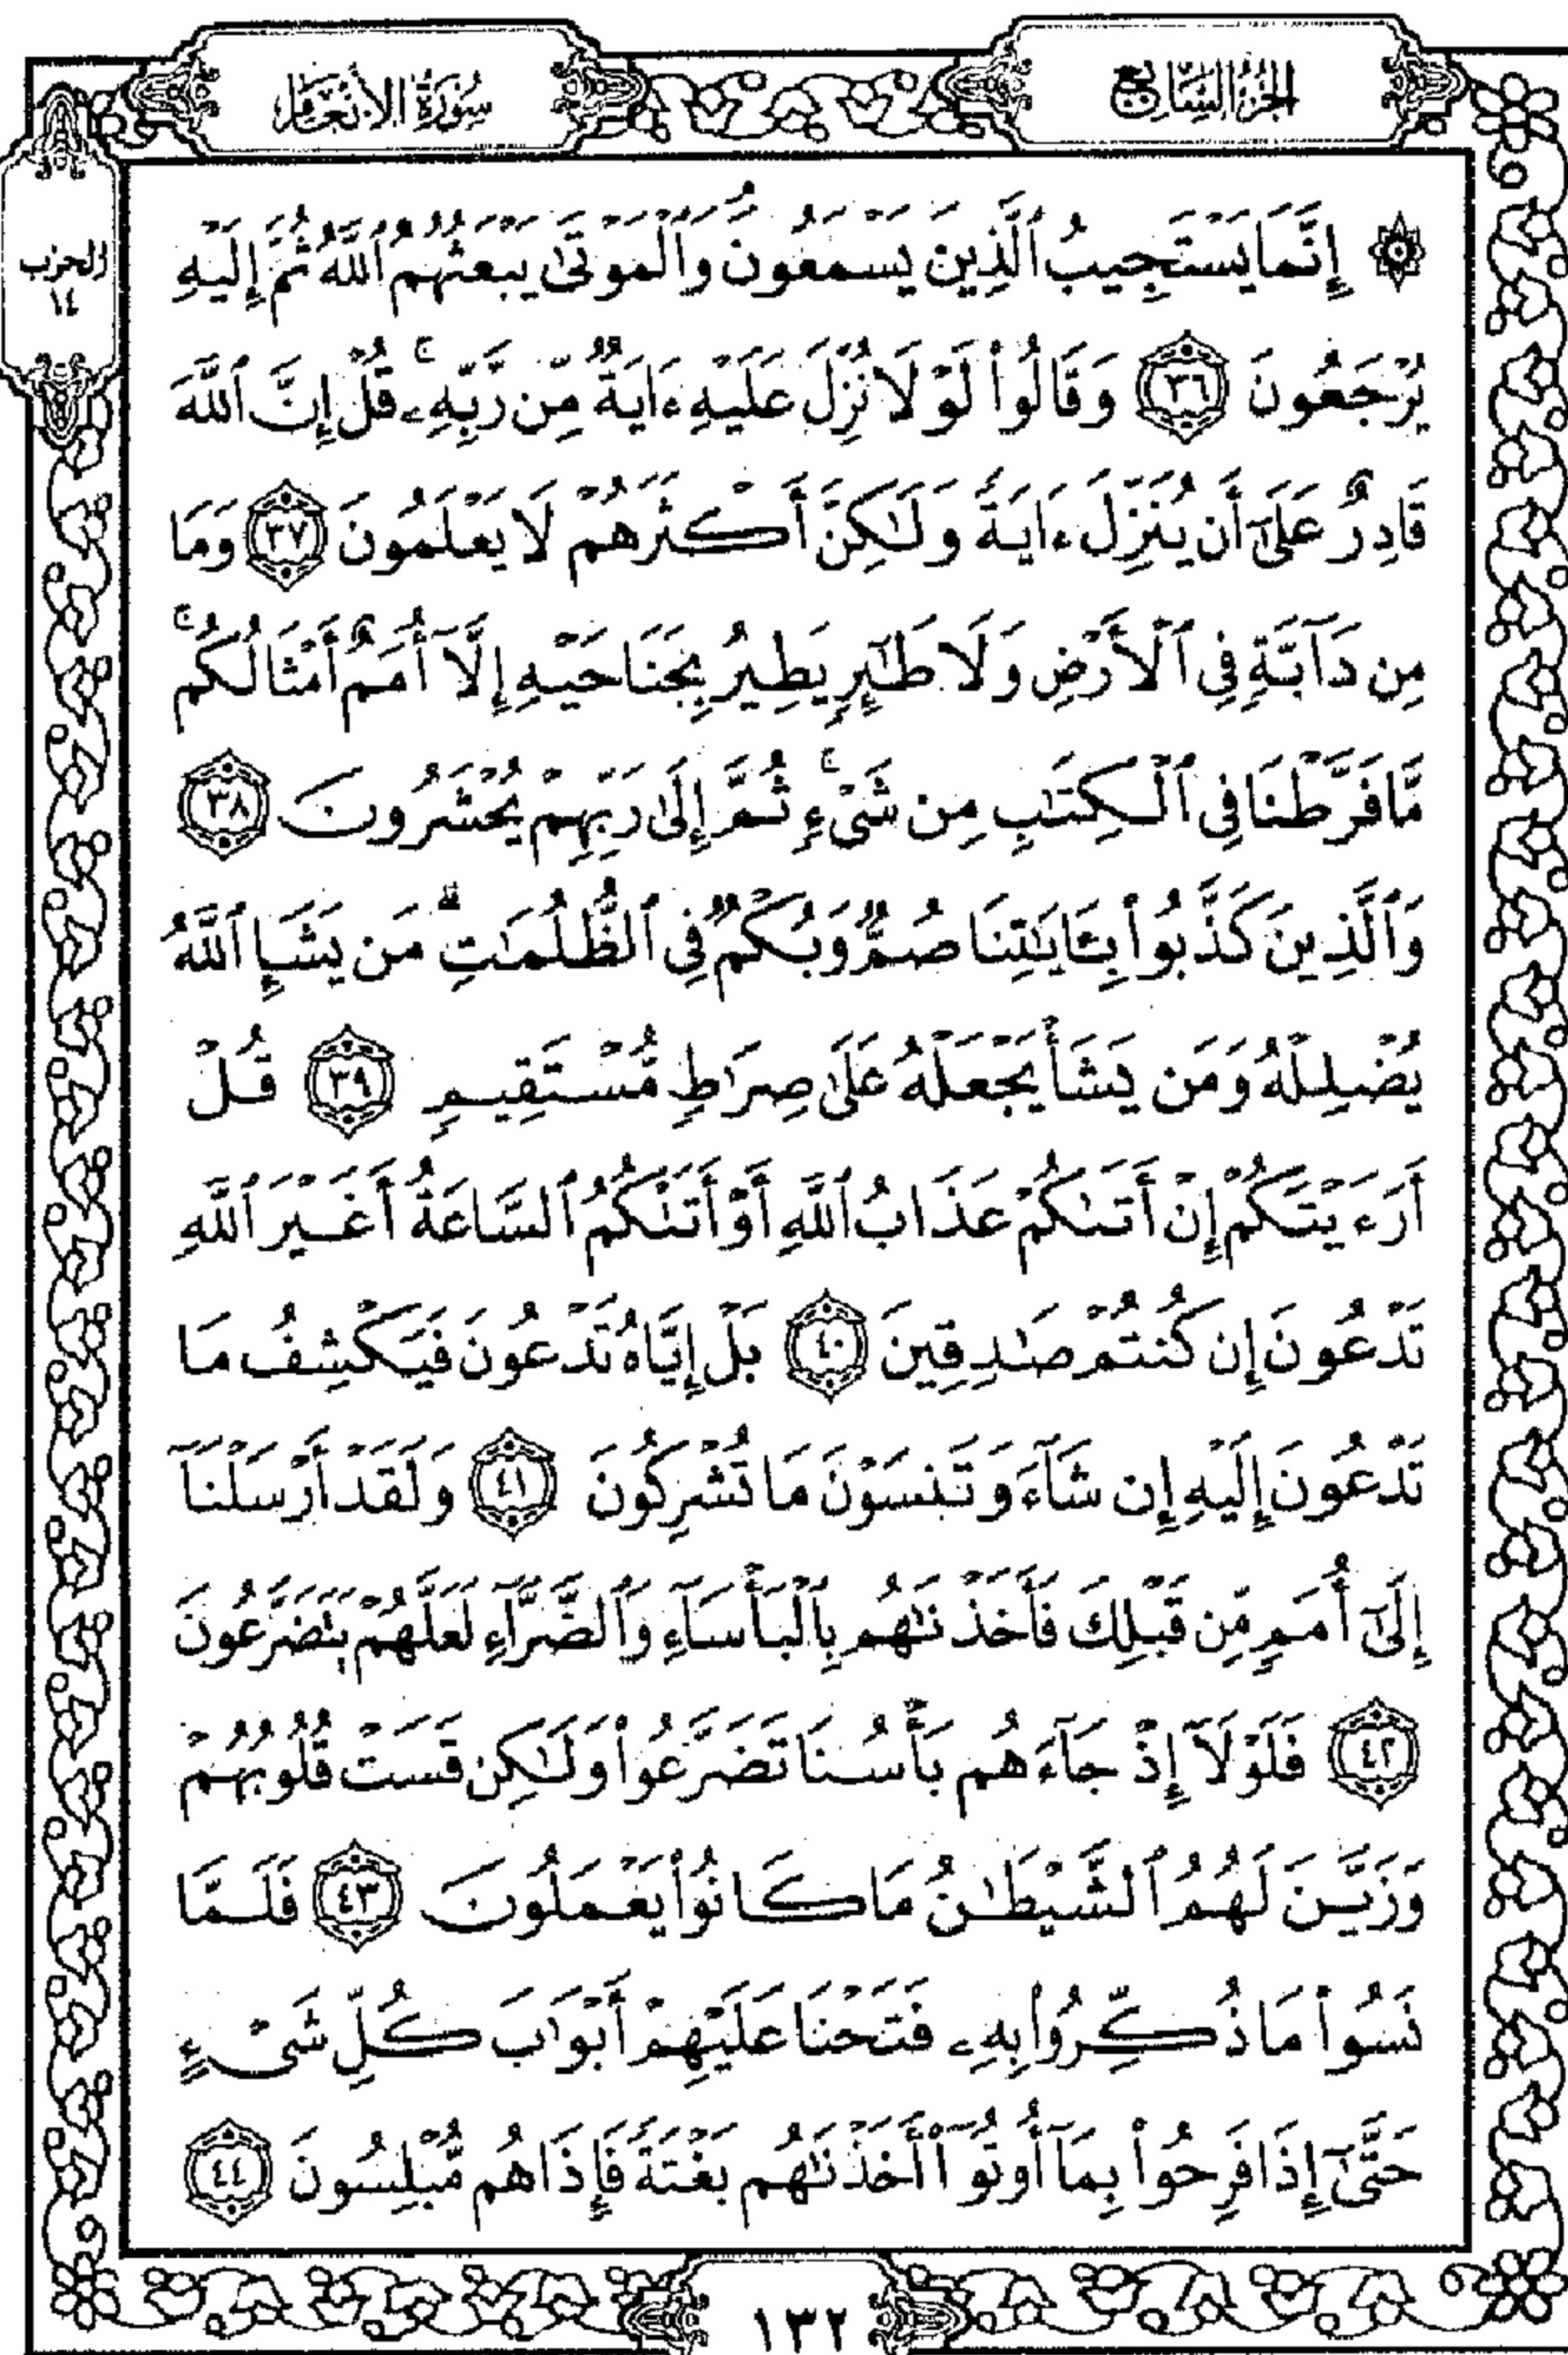 الجزء السابع
سورة الأنعام
الحزب
١٤
۞ إِنَّمَا يَسْتَجِيبُ ٱلَّذِينَ يَسْمَعُونَ وَٱلْمَوْتَىٰ يَبْعَثُهُمُ ٱللَّهُ ثُمَّ إِلَيْهِ
يُرْجَعُونَ ٣٦ وَقَالُوا۟ لَوْلَا نُزِّلَ عَلَيْهِ ءَايَةٌ مِّن رَّبِّهِۦ ۚ قُلْ إِنَّ ٱللَّهَ
قَادِرٌ عَلَىٰٓ أَن يُنَزِّلَ ءَايَةً وَلَـٰكِنَّ أَكْثَرَهُمْ لَا يَعْلَمُونَ ٣٧ وَمَا
مِن دَآبَّةٍ فِى ٱلْأَرْضِ وَلَا طَـٰٓئِرٍ يَطِيرُ بِجَنَاحَيْهِ إِلَّآ أُمَمٌ أَمْثَالُكُم ۚ
مَّا فَرَّطْنَا فِى ٱلْكِتَـٰبِ مِن شَىْءٍ ۚ ثُمَّ إِلَىٰ رَبِّهِمْ يُحْشَرُونَ ٣٨
وَٱلَّذِينَ كَذَّبُوا۟ بِـَٔايَـٰتِنَا صُمٌّ وَبُكْمٌ فِى ٱلظُّلُمَـٰتِ ۗ مَن يَشَإِ ٱللَّهُ
يُضْلِلْهُ وَمَن يَشَأْ يَجْعَلْهُ عَلَىٰ صِرَٰطٍ مُّسْتَقِيمٍ ٣٩ قُلْ
أَرَءَيْتَكُمْ إِنْ أَتَىٰكُمْ عَذَابُ ٱللَّهِ أَوْ أَتَتْكُمُ ٱلسَّاعَةُ أَغَيْرَ ٱللَّهِ
تَدْعُونَ إِن كُنتُمْ صَـٰدِقِينَ ٤٠ بَلْ إِيَّاهُ تَدْعُونَ فَيَكْشِفُ مَا
تَدْعُونَ إِلَيْهِ إِن شَآءَ وَتَنسَوْنَ مَا تُشْرِكُونَ ٤١ وَلَقَدْ أَرْسَلْنَآ
إِلَىٰٓ أُمَمٍ مِّن قَبْلِكَ فَأَخَذْنَـٰهُم بِٱلْبَأْسَآءِ وَٱلضَّرَّآءِ لَعَلَّهُمْ يَتَضَرَّعُونَ
٤٢ فَلَوْلَآ إِذْ جَآءَهُم بَأْسُنَا تَضَرَّعُوا۟ وَلَـٰكِن قَسَتْ قُلُوبُهُمْ
وَزَيَّنَ لَهُمُ ٱلشَّيْطَـٰنُ مَا كَانُوا۟ يَعْمَلُونَ ٤٣ فَلَمَّا
نَسُوا۟ مَا ذُكِّرُوا۟ بِهِۦ فَتَحْنَا عَلَيْهِمْ أَبْوَٰبَ كُلِّ شَىْءٍ
حَتَّىٰٓ إِذَا فَرِحُوا۟ بِمَآ أُوتُوٓا۟ أَخَذْنَـٰهُم بَغْتَةً فَإِذَا هُم مُّبْلِسُونَ ٤٤
١٣٢